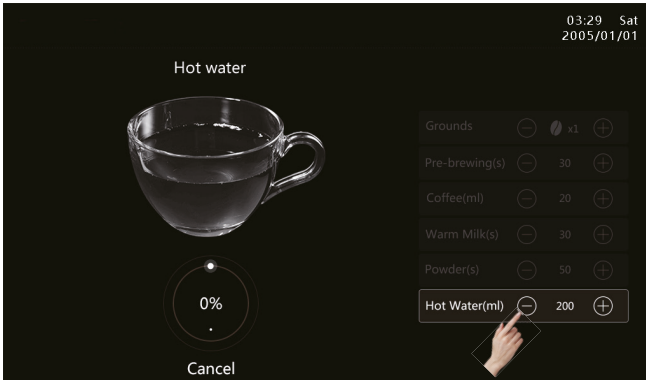 03:29 Sat
2005/01/01
Hot water
Grounds x1
Pre-brewing(s) 30
Coffee(ml) 20
Warm Milk(s) 30
Powder(s) 50
Hot Water(ml) 200
0%
Cancel